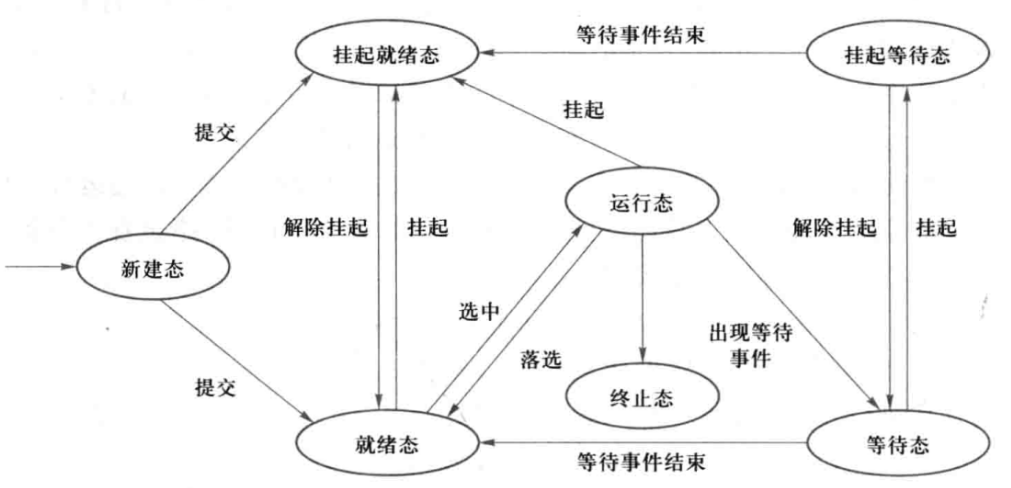 挂起就绪态
等待事件结束
挂起等待态
提交
挂起
运行态
解除挂起
挂起
解除挂起
挂起
新建态
选中
落选
出现等待
事件
提交
终止态
就绪态
等待事件结束
等待态